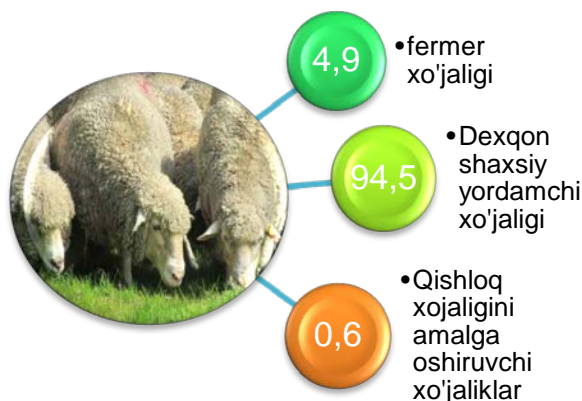 4,9
•fermer
xo'jaligi
94,5
•Dexqon
shaxsiy
yordamchi
xo'jaligi
0,6
•Qishloq
xojaligini
amalga
oshiruvchi
xo'jaliklar